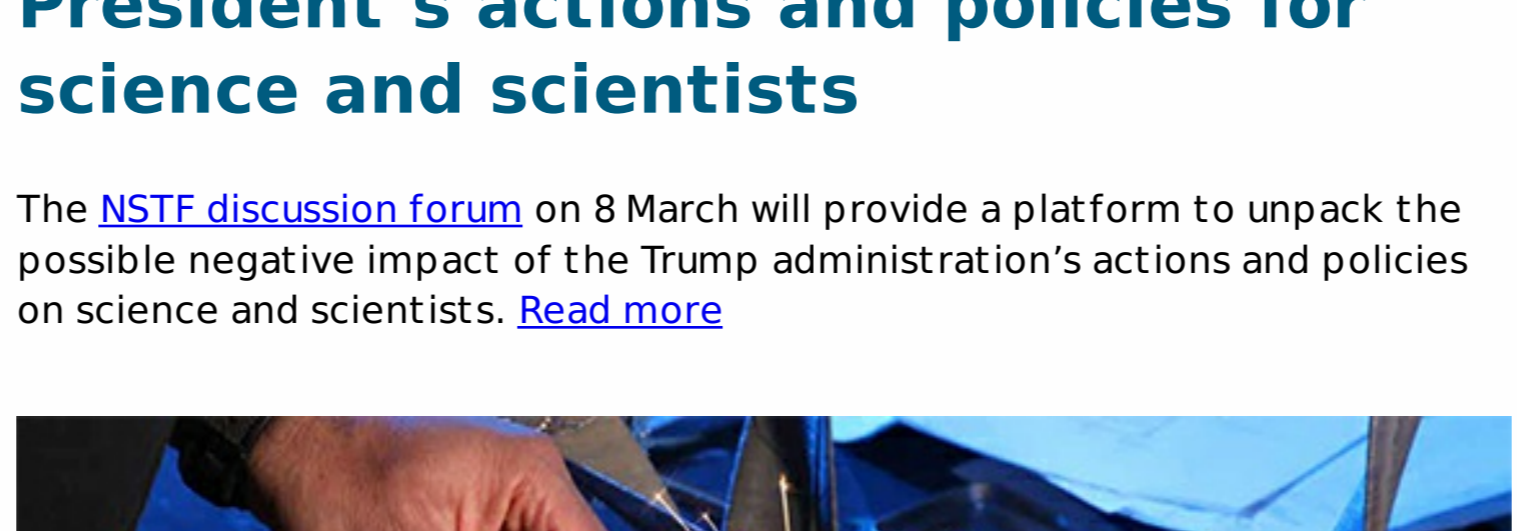 President's actions and policies for
science and scientists
The NSTF discussion forum on 8 March will provide a platform to unpack the
possible negative impact of the Trump administration’s actions and policies
on science and scientists. Read more